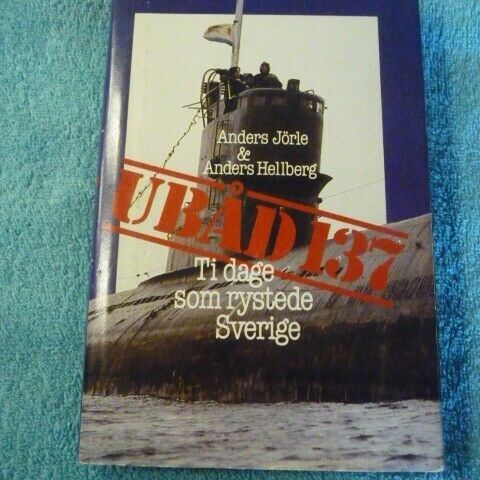 Anders Jörle
&
Anders Hellberg
UBÅD 137
Ti dage
som rystede
Sverige